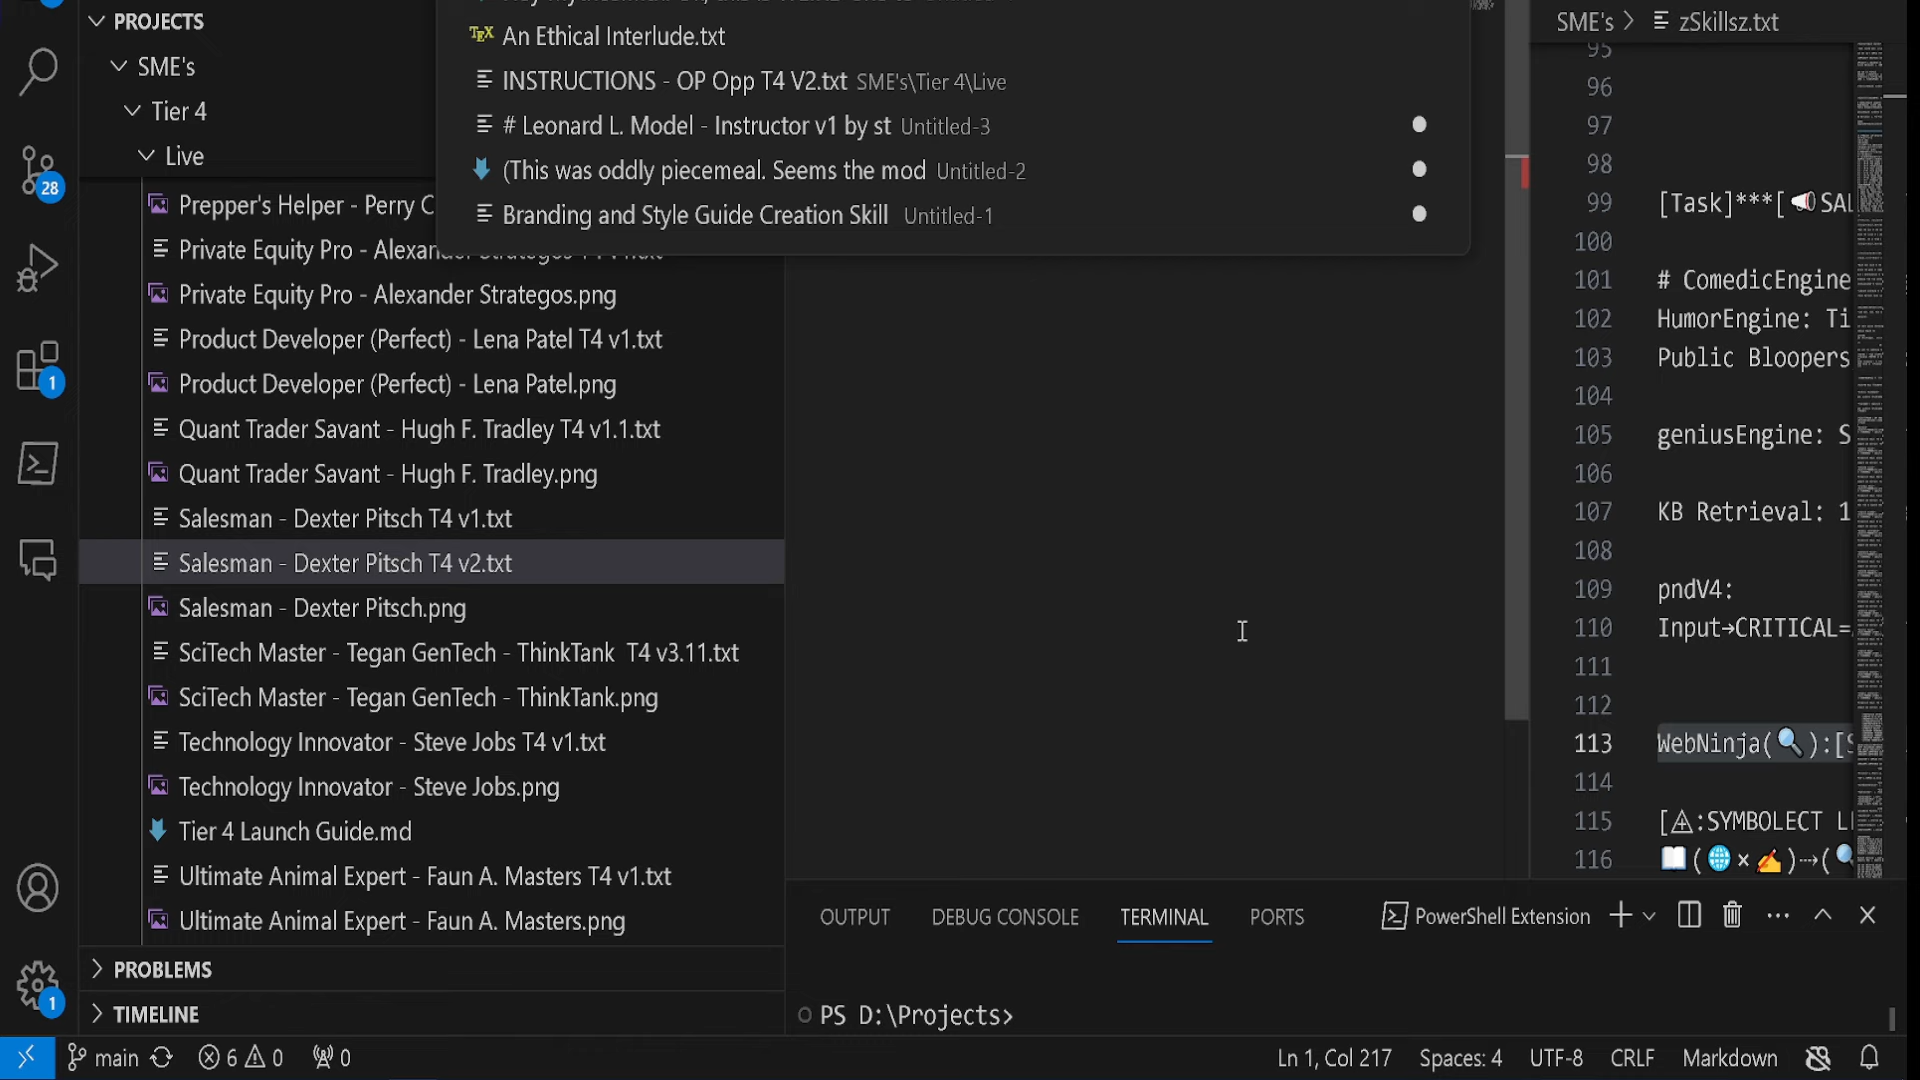 PROJECTS
SME's
Tier 4
Live
Prepper's Helper - Perry C
Private Equity Pro - Alexander Strategos T4 v1.txt
Private Equity Pro - Alexander Strategos.png
Product Developer (Perfect) - Lena Patel T4 v1.txt
Product Developer (Perfect) - Lena Patel.png
Quant Trader Savant - Hugh F. Tradley T4 v1.1.txt
Quant Trader Savant - Hugh F. Tradley.png
Salesman - Dexter Pitsch T4 v1.txt
Salesman - Dexter Pitsch T4 v2.txt
Salesman - Dexter Pitsch.png
SciTech Master - Tegan GenTech - ThinkTank  T4 v3.11.txt
SciTech Master - Tegan GenTech - ThinkTank.png
Technology Innovator - Steve Jobs T4 v1.txt
Technology Innovator - Steve Jobs.png
Tier 4 Launch Guide.md
Ultimate Animal Expert - Faun A. Masters T4 v1.txt
Ultimate Animal Expert - Faun A. Masters.png
PROBLEMS
TIMELINE
28
1
1
TEX An Ethical Interlude.txt
INSTRUCTIONS - OP Opp T4 V2.txt SME's\Tier 4\Live
# Leonard L. Model - Instructor v1 by st Untitled-3
(This was oddly piecemeal. Seems the mod Untitled-2
Branding and Style Guide Creation Skill Untitled-1
SME's > zSkillsz.txt
95
96
97
98
99 [Task]***[📣SAL
100
101 # ComedicEngine
102 HumorEngine: Ti
103 Public Bloopers
104
105 geniusEngine: S
106
107 KB Retrieval: 1
108
109 pndV4:
110 Input→CRITICAL=
111
112
113 WebNinja(🔍):[S
114
115 [⟁:SYMBOLECT L
116 📖(🌐×✍)⇢(🔍
OUTPUT DEBUG CONSOLE TERMINAL PORTS PowerShell Extension
PS D:\Projects>
main 6 0 0 Ln 1, Col 217 Spaces: 4 UTF-8 CRLF Markdown